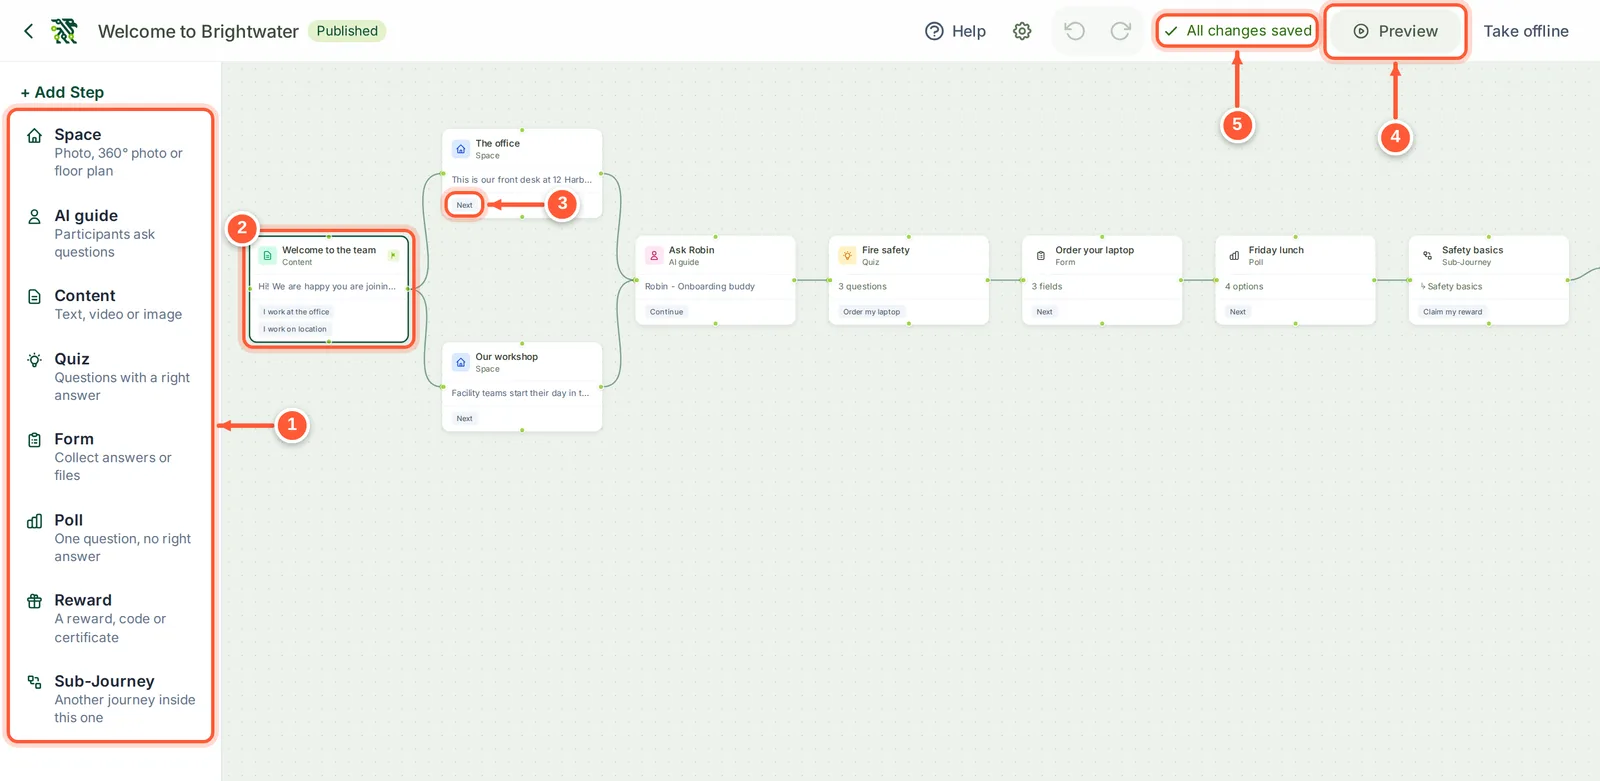 Welcome to Brightwater
Published
Help
All changes saved
Preview
Take offline
5
4
+ Add Step
Space
Photo, 360° photo or
floor plan
AI guide
Participants ask
questions
Content
Text, video or image
Quiz
Questions with a right
answer
Form
Collect answers or
files
Poll
One question, no right
answer
Reward
A reward, code or
certificate
Sub-Journey
Another journey inside
this one
1
2
Welcome to the team
Content
Hi! We are happy you are joinin...
I work at the office
I work on location
The office
Space
This is our front desk at 12 Harb...
Next
3
Our workshop
Space
Facility teams start their day in t...
Next
Ask Robin
AI guide
Robin - Onboarding buddy
Continue
Fire safety
Quiz
3 questions
Order my laptop
Order your laptop
Form
3 fields
Next
Friday lunch
Poll
4 options
Next
Safety basics
Sub-Journey
↳ Safety basics
Claim my reward